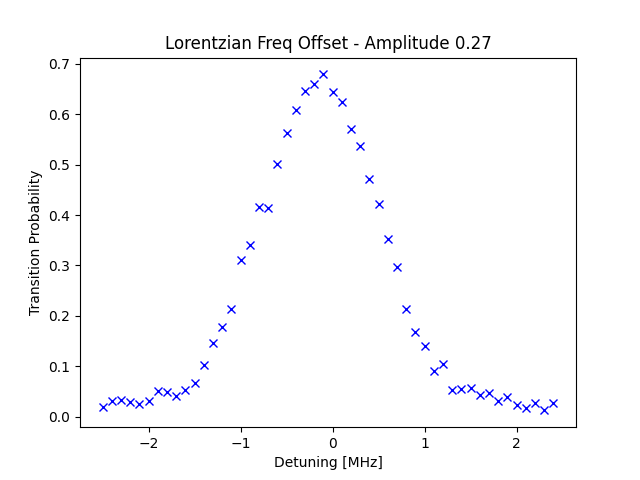 Lorentzian Freq Offset - Amplitude 0.27
Transition Probability
0.7
0.6
0.5
0.4
0.3
0.2
0.1
0.0
−2 −1 0 1 2
Detuning [MHz]